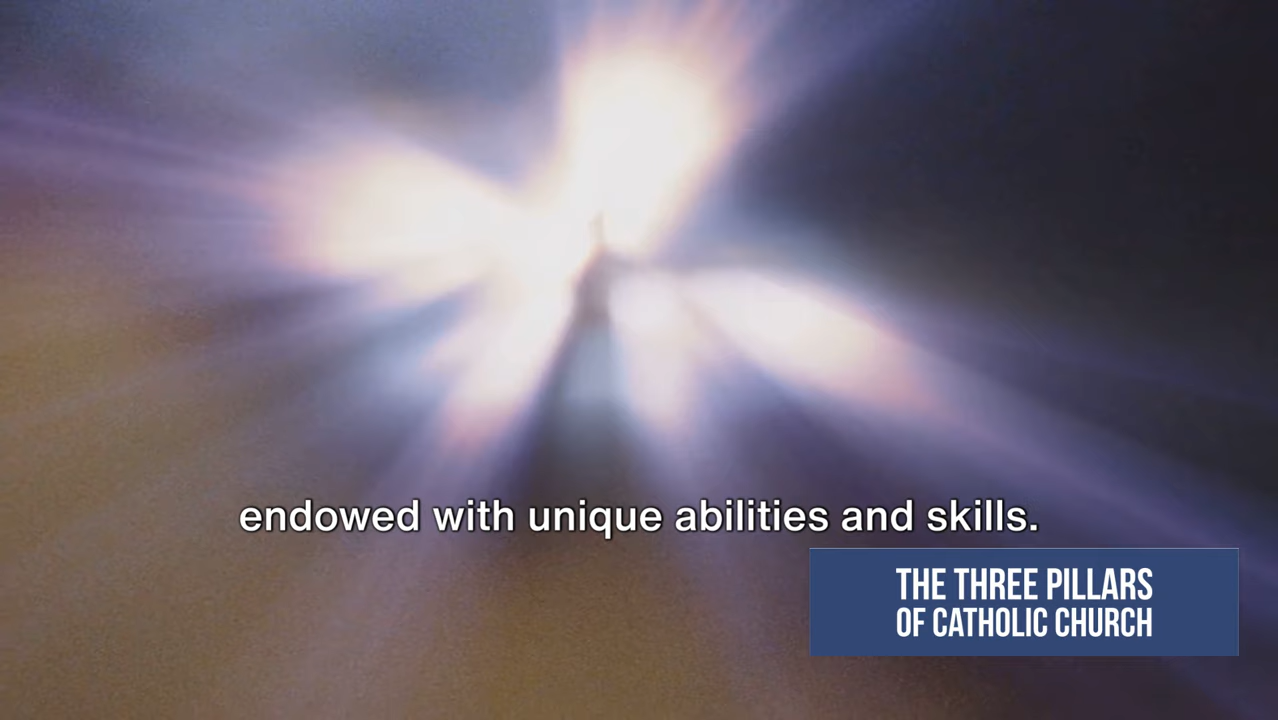 endowed with unique abilities and skills.
THE THREE PILLARS
OF CATHOLIC CHURCH